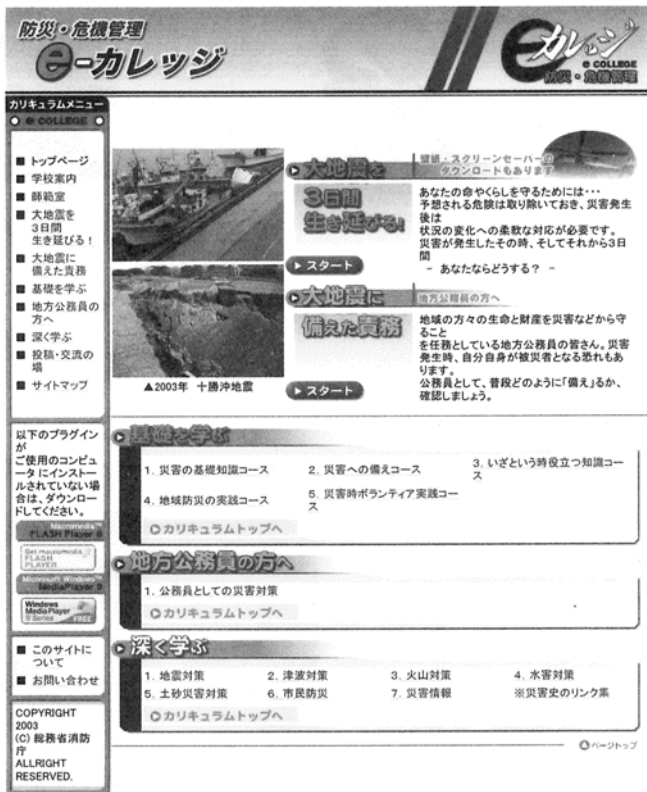 防災・危機管理
e-カレッジ
eカレッジ
e COLLEGE
防災・危機管理
カリキュラムメニュー
e COLLEGE
■ トップページ
■ 学校案内
■ 師範室
■ 大地震を
3日間
生き延びる！
■ 大地震に
備えた責務
■ 基礎を学ぶ
■ 地方公務員の
方へ
■ 深く学ぶ
■ 投稿・交流の
場
■ サイトマップ
以下のプラグイン
が
ご使用のコンピュ
ータにインストー
ルされていない場
合は、ダウンロー
ドしてください。
Macromedia™
FLASH Player 6
Get macromedia
FLASH
PLAYER
Microsoft Windows™
MediaPlayer 9
Windows
Media Player
9 Series FREE
■ このサイトに
ついて
■ お問い合わせ
COPYRIGHT
2003
(C) 総務省消防
庁
ALLRIGHT
RESERVED.
▲2003年 十勝沖地震
大地震を
3日間
生き延びる!
スタート
壁紙・スクリーンセーバーの
ダウンロードもあります
あなたの命やくらしを守るためには・・・
予想される危険は取り除いておき、災害発生
後は
状況の変化への柔軟な対応が必要です。
災害が発生したその時、そしてそれから3日
間
- あなたならどうする？ -
大地震に
備えた責務
スタート
地方公務員の方へ
地域の方々の生命と財産を災害などから守
ること
を任務としている地方公務員の皆さん。災害
発生時、自分自身が被災者となる恐れもあ
ります。
公務員として、普段どのように「備え」るか、
確認しましょう。
基礎を学ぶ
1. 災害の基礎知識コース 2. 災害への備えコース 3. いざという時役立つ知識コー
ス
4. 地域防災の実践コース 5. 災害時ボランティア実践コー
ス
カリキュラムトップへ
地方公務員の方へ
1. 公務員としての災害対策
カリキュラムトップへ
深く学ぶ
1. 地震対策 2. 津波対策 3. 火山対策 4. 水害対策
5. 土砂災害対策 6. 市民防災 7. 災害情報 ※災害史のリンク集
カリキュラムトップへ
ページトップ